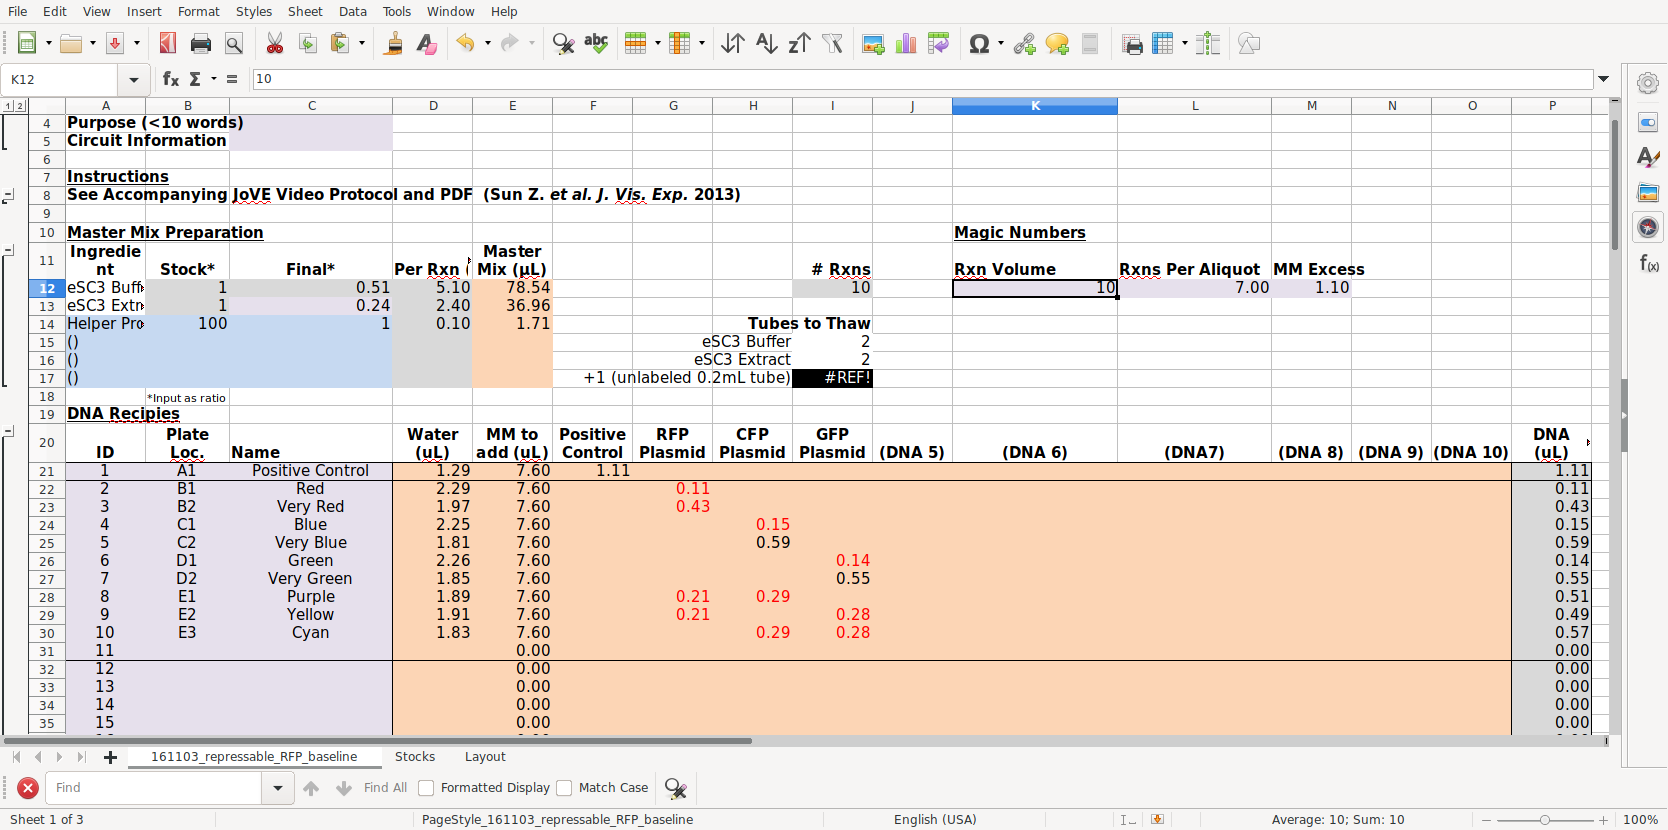 File Edit View Insert Format Styles Sheet Data Tools Window Help
K12 10
A B C D E F G H I J K L M N O P
4 Purpose (<10 words)
5 Circuit Information
6
7 Instructions
8 See Accompanying JoVE Video Protocol and PDF (Sun Z. et al. J. Vis. Exp. 2013)
9
10 Master Mix Preparation Magic Numbers
11 Ingredient Stock* Final* Per Rxn ( Master Mix (µL) # Rxns Rxn Volume Rxns Per Aliquot MM Excess
12 eSC3 Buff 1 0.51 5.10 78.54 10 10 7.00 1.10
13 eSC3 Extr 1 0.24 2.40 36.96
14 Helper Pro 100 1 0.10 1.71 Tubes to Thaw
15 () eSC3 Buffer 2
16 () eSC3 Extract 2
17 () +1 (unlabeled 0.2mL tube) #REF!
18 *Input as ratio
19 DNA Recipies
20 ID Plate Loc. Name Water (uL) MM to add (uL) Positive Control RFP Plasmid CFP Plasmid GFP Plasmid (DNA 5) (DNA 6) (DNA7) (DNA 8) (DNA 9) (DNA 10) DNA (uL)
21 1 A1 Positive Control 1.29 7.60 1.11 1.11
22 2 B1 Red 2.29 7.60 0.11 0.11
23 3 B2 Very Red 1.97 7.60 0.43 0.43
24 4 C1 Blue 2.25 7.60 0.15 0.15
25 5 C2 Very Blue 1.81 7.60 0.59 0.59
26 6 D1 Green 2.26 7.60 0.14 0.14
27 7 D2 Very Green 1.85 7.60 0.55 0.55
28 8 E1 Purple 1.89 7.60 0.21 0.29 0.51
29 9 E2 Yellow 1.91 7.60 0.21 0.28 0.49
30 10 E3 Cyan 1.83 7.60 0.29 0.28 0.57
31 11 0.00 0.00
32 12 0.00 0.00
33 13 0.00 0.00
34 14 0.00 0.00
35 15 0.00 0.00
161103_repressable_RFP_baseline Stocks Layout
Find Find All Formatted Display Match Case
Sheet 1 of 3 PageStyle_161103_repressable_RFP_baseline English (USA) Average: 10; Sum: 10 100%